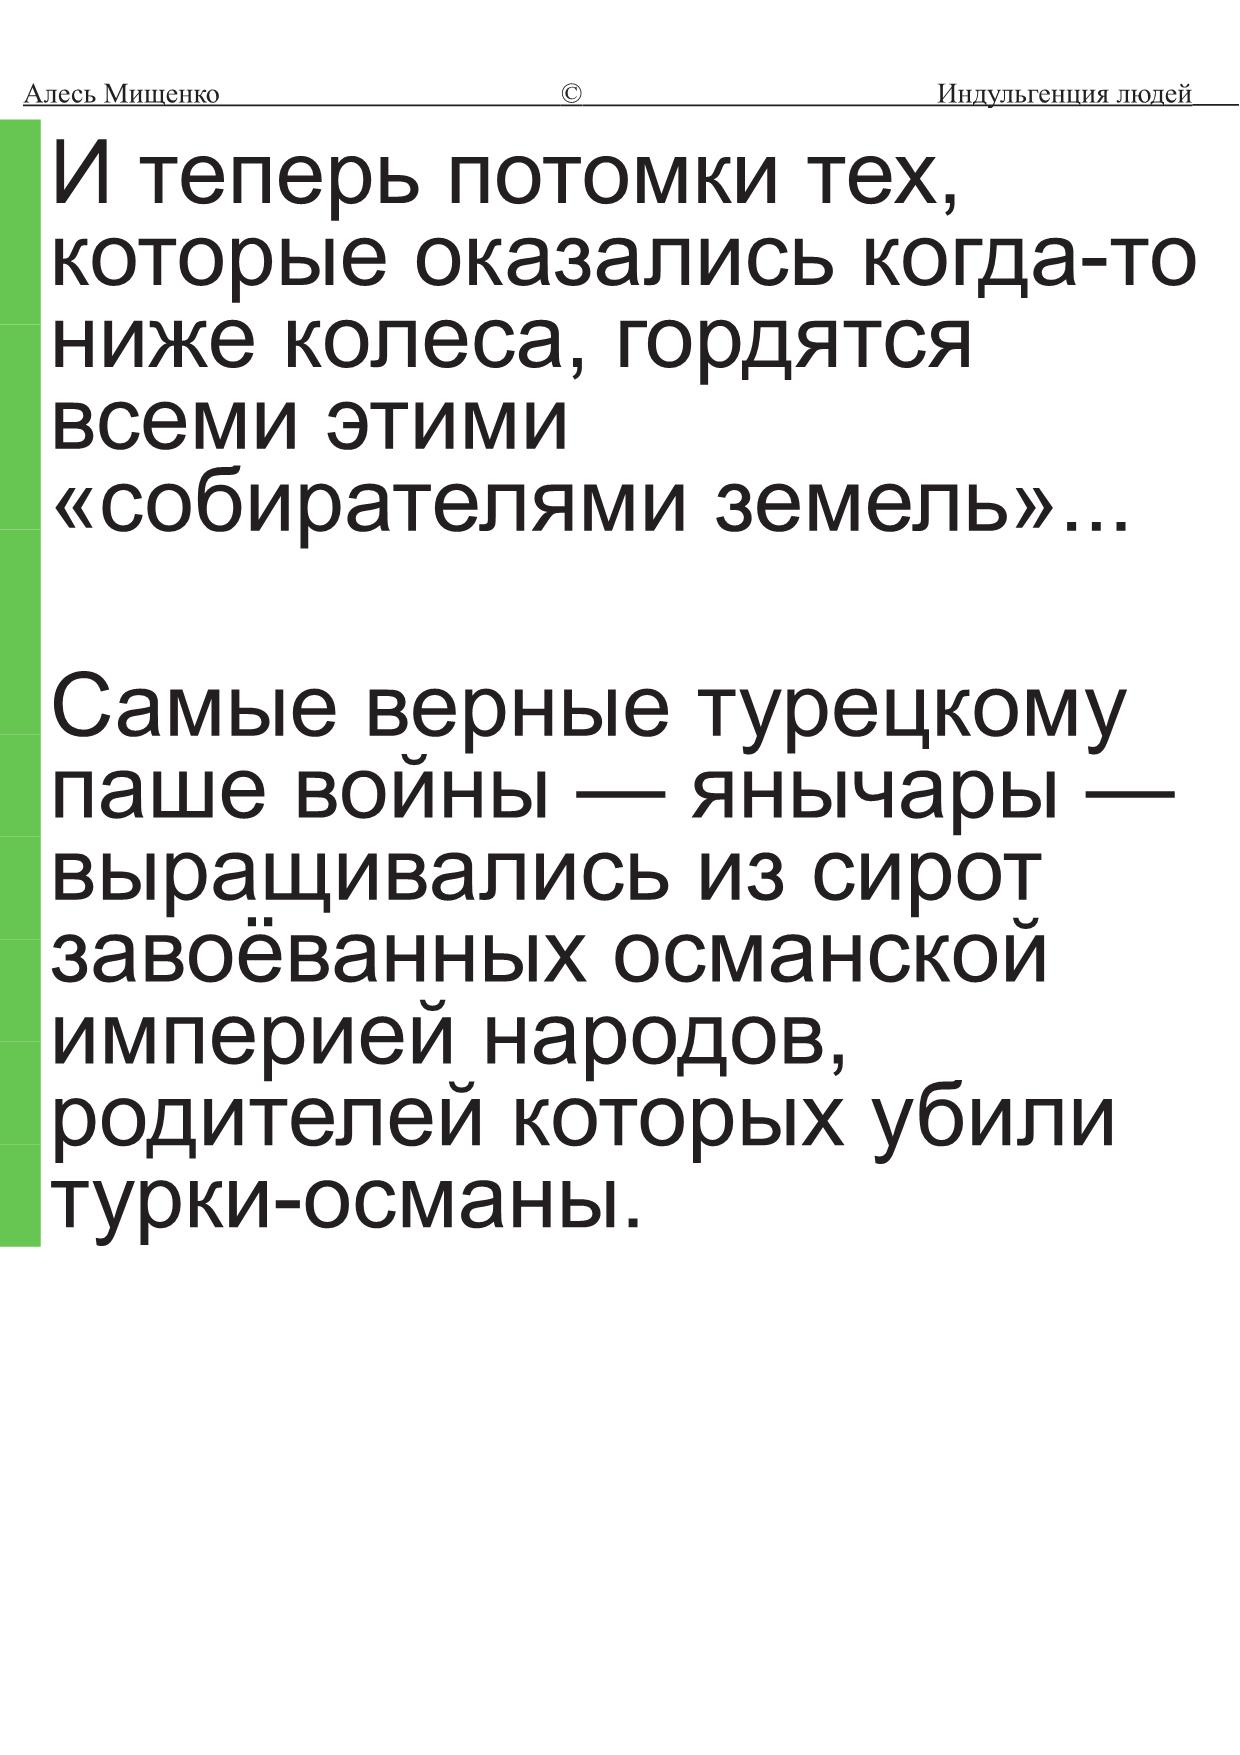 Алесь Мищенко © Индульгенция людей
И теперь потомки тех,
которые оказались когда-то
ниже колеса, гордятся
всеми этими
«собирателями земель»...
Самые верные турецкому
паше войны — янычары —
выращивались из сирот
завоёванных османской
империей народов,
родителей которых убили
турки-османы.